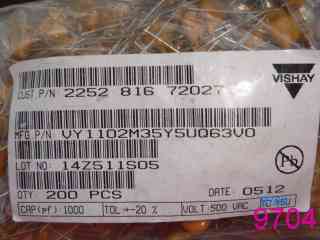 CUST.P/N 2252 816 72027
VISHAY
MFG P/N VY1102M35Y5UQ63V0
LOT NO: 14Z511S05
Pb
QTY 200 PCS DATE: 0512
CAP(pf) 1000 TOL +-20 % VOLT 500 VAC
9704